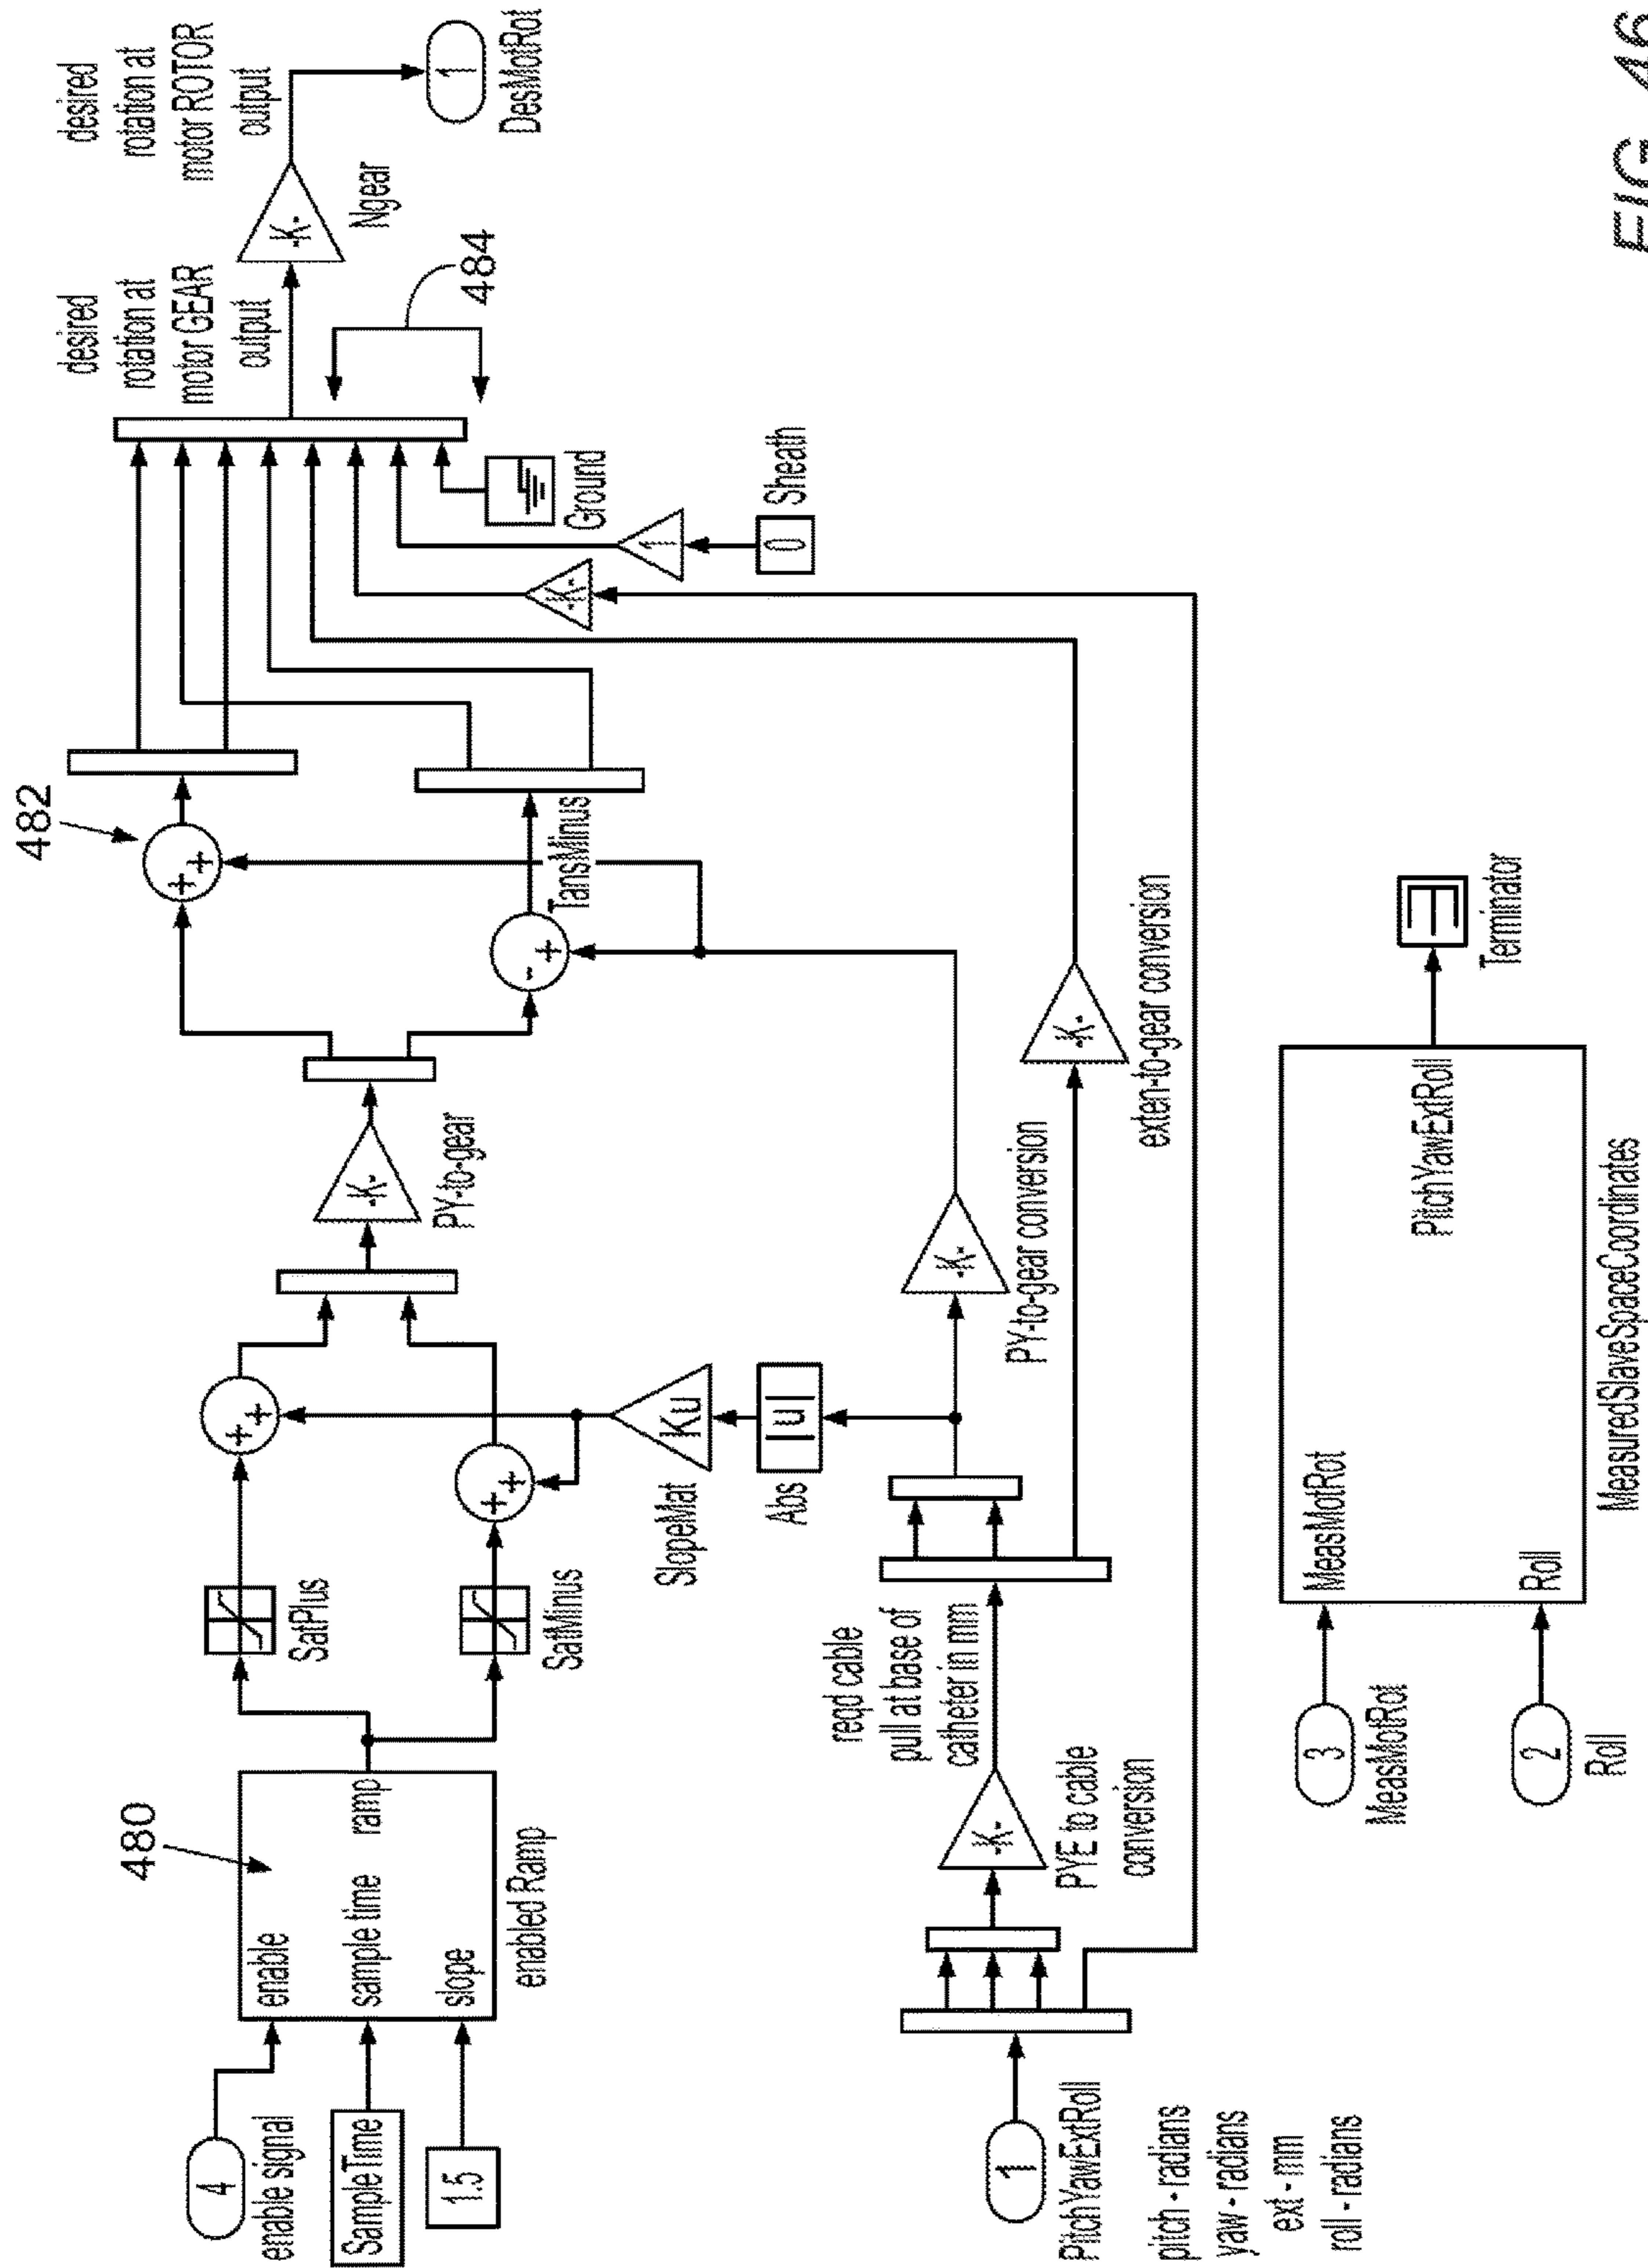 4
enable signal
SampleTime
1.5
enable
sample time
slope
ramp
480
enabled Ramp
SatPlus
SatMinus
+
+
+
+
Ku
SlopeMat
|u|
Abs
-K-
PY-to-gear
482
+
+
-
+
TansMinus
desired
rotation at
motor GEAR
output
484
-K-
Ngear
desired
rotation at
motor ROTOR
output
1
DesMotRot
Ground
1
0
Sheath
-K-
1
PitchYawExtRoll
pitch - radians
yaw - radians
ext - mm
roll - radians
-K-
PYE to cable
conversion
reqd cable
pull at base of
catheter in mm
-K-
PY-to-gear conversion
-K-
exten-to-gear conversion
3
MeasMotRot
2
Roll
MeasMotRot
Roll
PitchYawExtRoll
MeasuredSlaveSpaceCoordinates
Terminator
FIG. 46